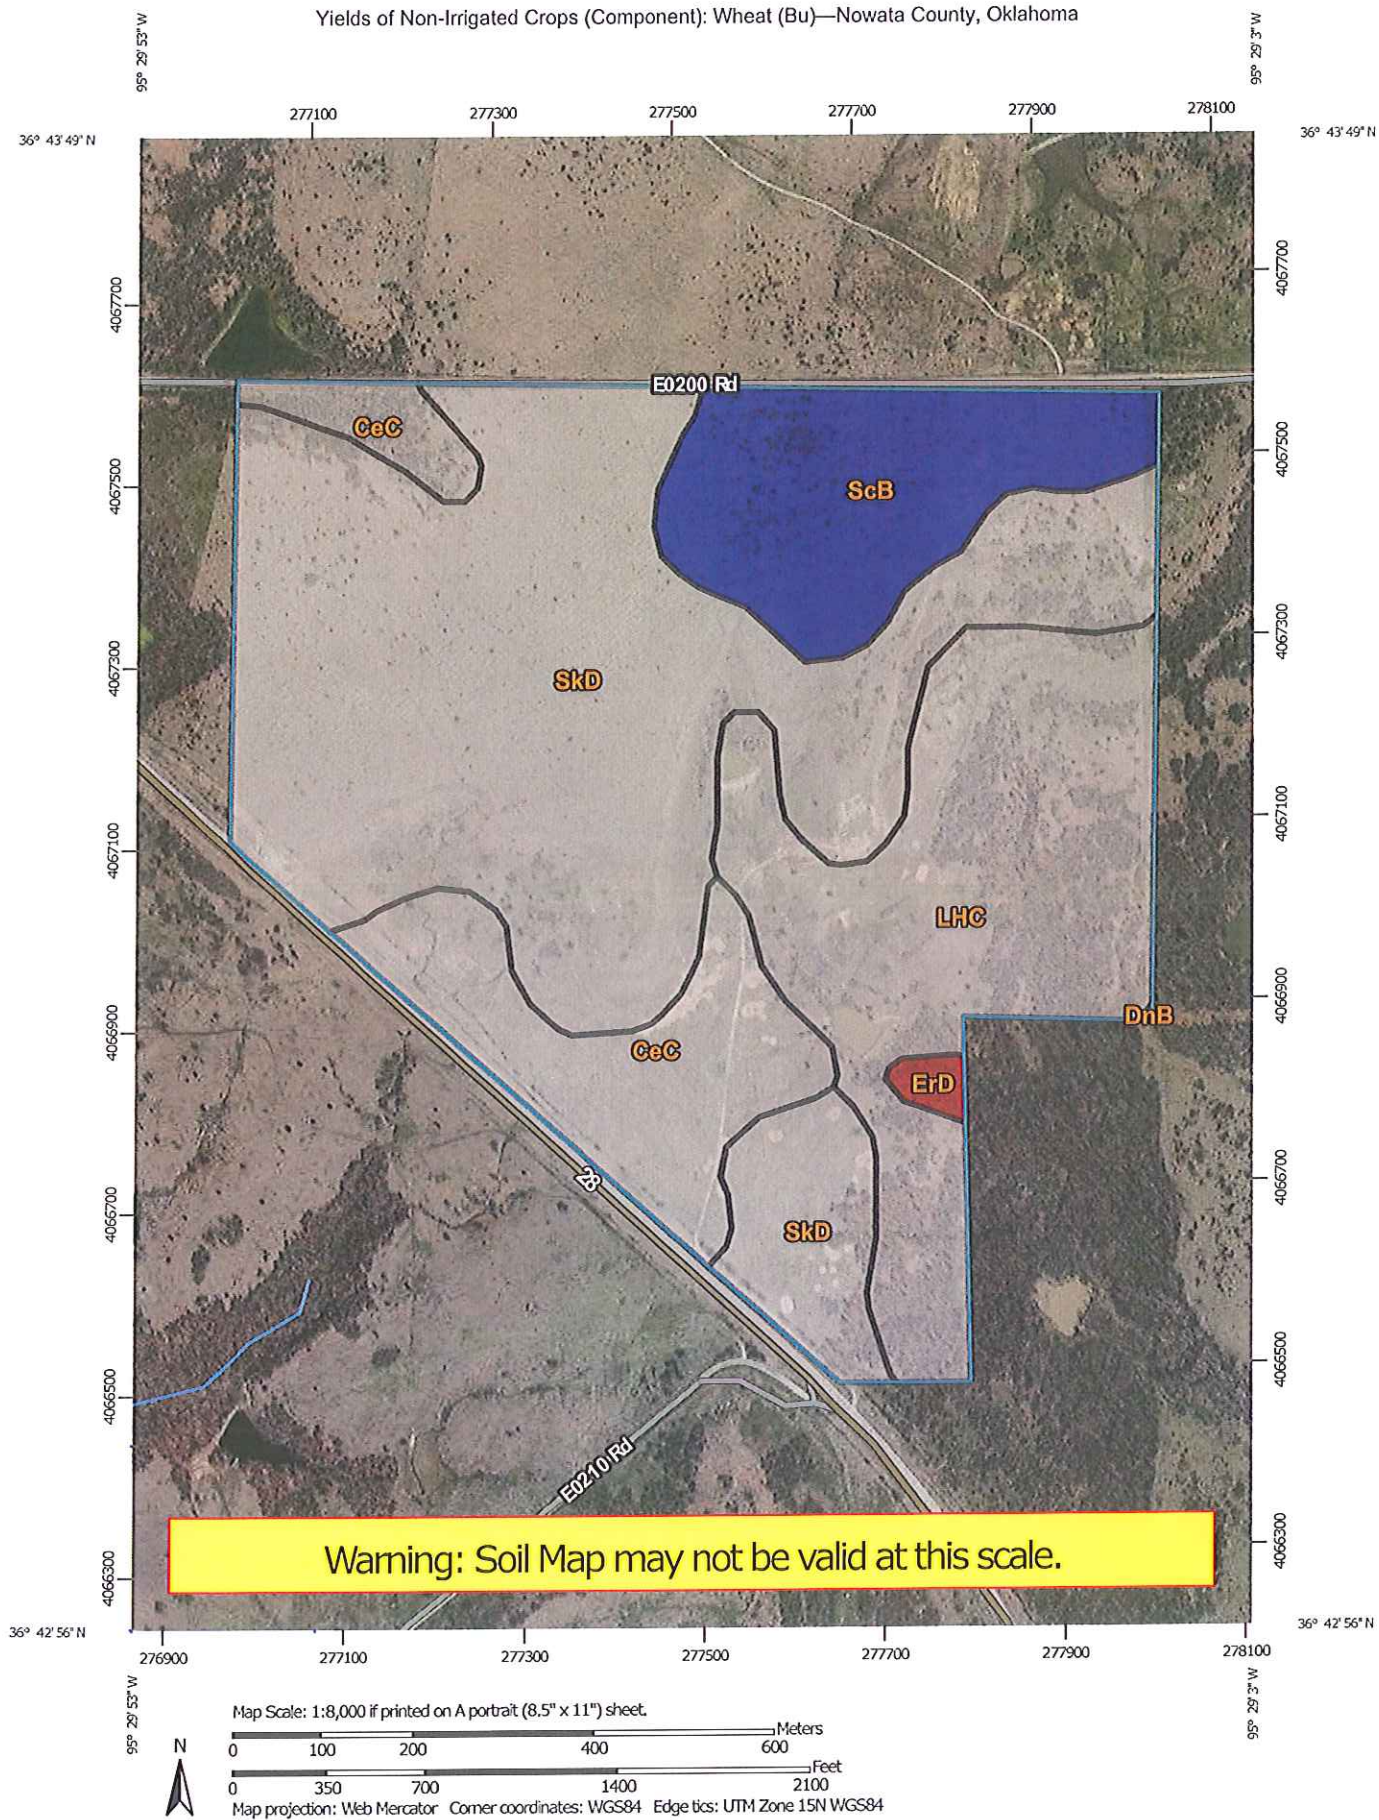 Yields of Non-Irrigated Crops (Component): Wheat (Bu)—Nowata County, Oklahoma
95° 29' 53" W
95° 29' 3" W
277100 277300 277500 277700 277900 278100
36° 43' 49" N
36° 43' 49" N
4067700
4067700
E0200 Rd
CeC
4067500
4067500
ScB
4067300
4067300
SkD
4067100
4067100
LHC
4066900
4066900
DnB
CeC
ErD
28
4066700
4066700
SkD
4066500
4066500
E0210 Rd
Warning: Soil Map may not be valid at this scale.
4066300
4066300
36° 42' 56" N
36° 42' 56" N
276900 277100 277300 277500 277700 277900 278100
95° 29' 53" W
95° 29' 3" W
Map Scale: 1:8,000 if printed on A portrait (8.5" x 11") sheet.
N
Meters
0 100 200 400 600
Feet
0 350 700 1400 2100
Map projection: Web Mercator Corner coordinates: WGS84 Edge tics: UTM Zone 15N WGS84